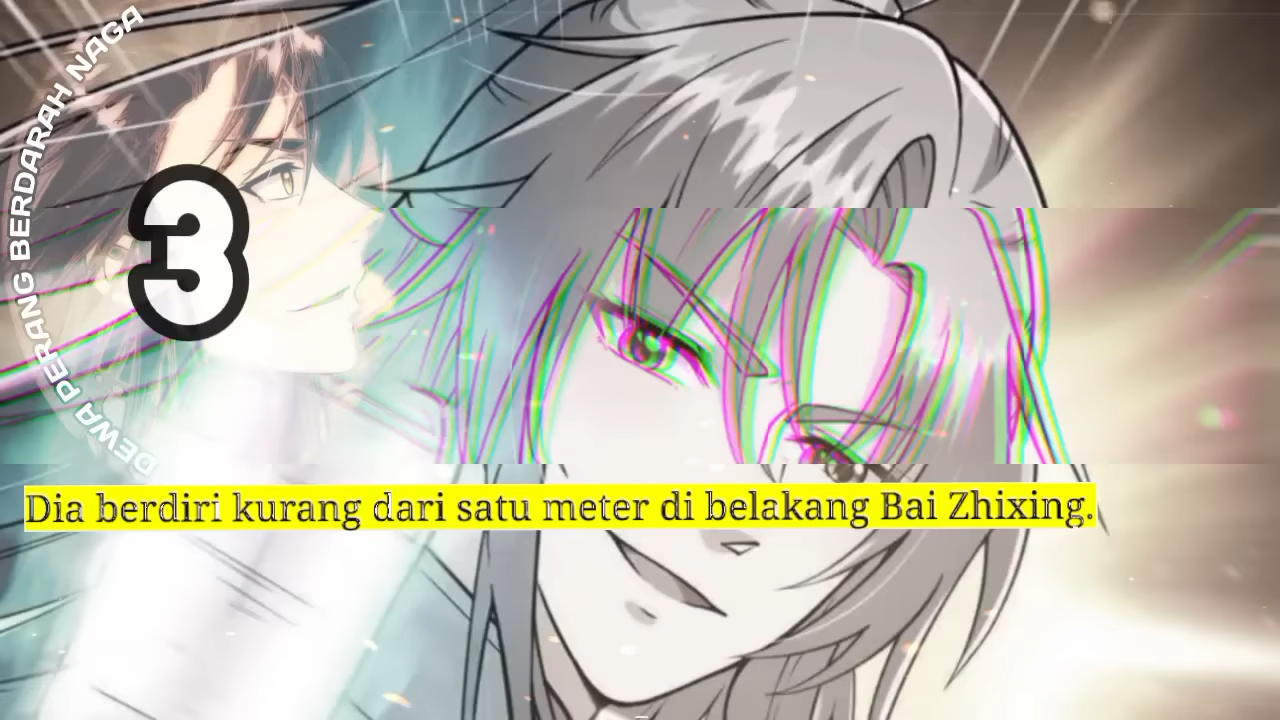 DEWA PERANG BERDARAH NAGA
3
Dia berdiri kurang dari satu meter di belakang Bai Zhixing.